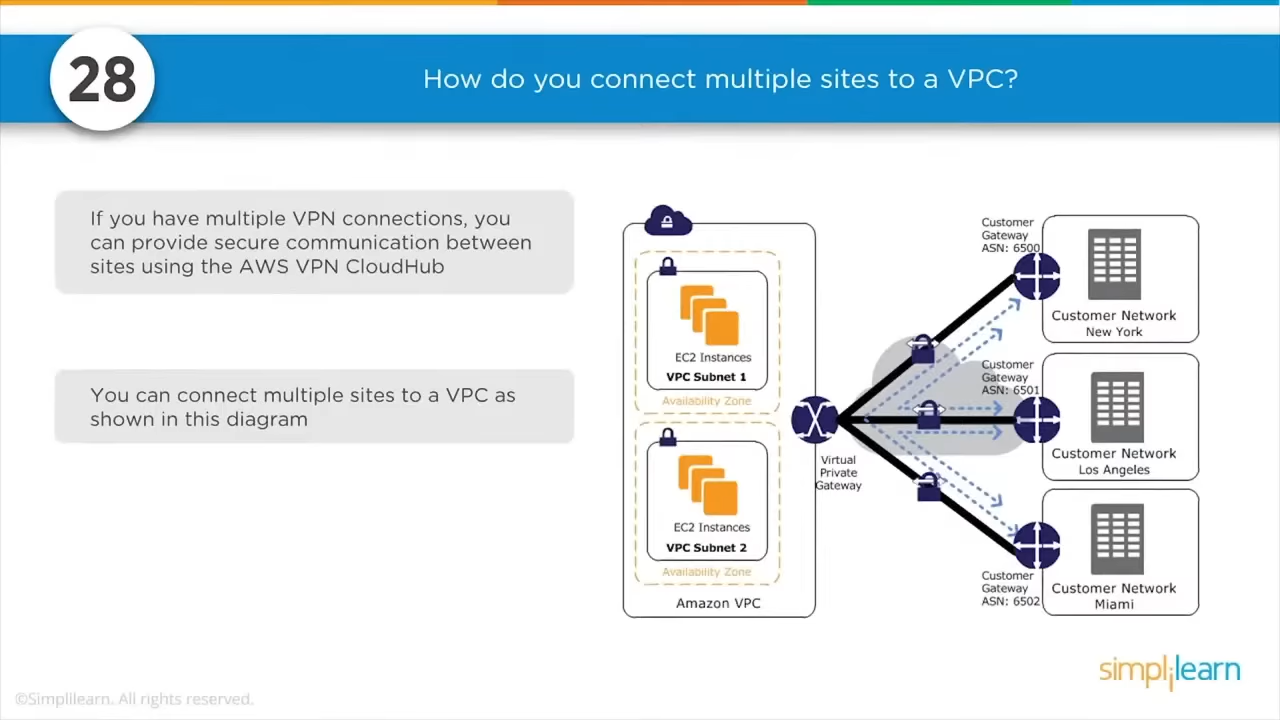 28
How do you connect multiple sites to a VPC?
If you have multiple VPN connections, you
can provide secure communication between
sites using the AWS VPN CloudHub
You can connect multiple sites to a VPC as
shown in this diagram
EC2 Instances
VPC Subnet 1
Availability Zone
EC2 Instances
VPC Subnet 2
Availability Zone
Amazon VPC
Virtual
Private
Gateway
Customer
Gateway
ASN: 6500
Customer Network
New York
Customer
Gateway
ASN: 6501
Customer Network
Los Angeles
Customer
Gateway
ASN: 6502
Customer Network
Miami
simplilearn
©Simplilearn. All rights reserved.